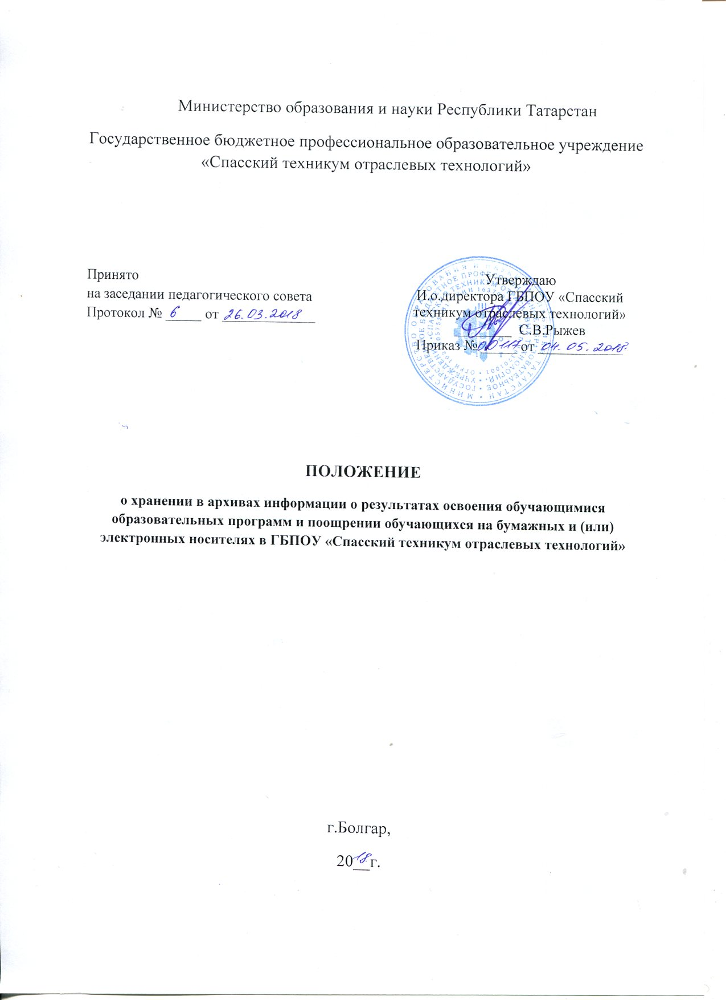 Министерство образования и науки Республики Татарстан
Государственное бюджетное профессиональное образовательное учреждение
«Спасский техникум отраслевых технологий»
Принято
на заседании педагогического совета
Протокол № 6 от 26.03.2018
Утверждаю
И.о.директора ГБПОУ «Спасский
техникум отраслевых технологий»
С.В.Рыжев
Приказ № 00117 от 04.05.2018.
ПОЛОЖЕНИЕ
о хранении в архивах информации о результатах освоения обучающимися
образовательных программ и поощрении обучающихся на бумажных и (или)
электронных носителях в ГБПОУ «Спасский техникум отраслевых технологий»
г.Болгар,
2018г.